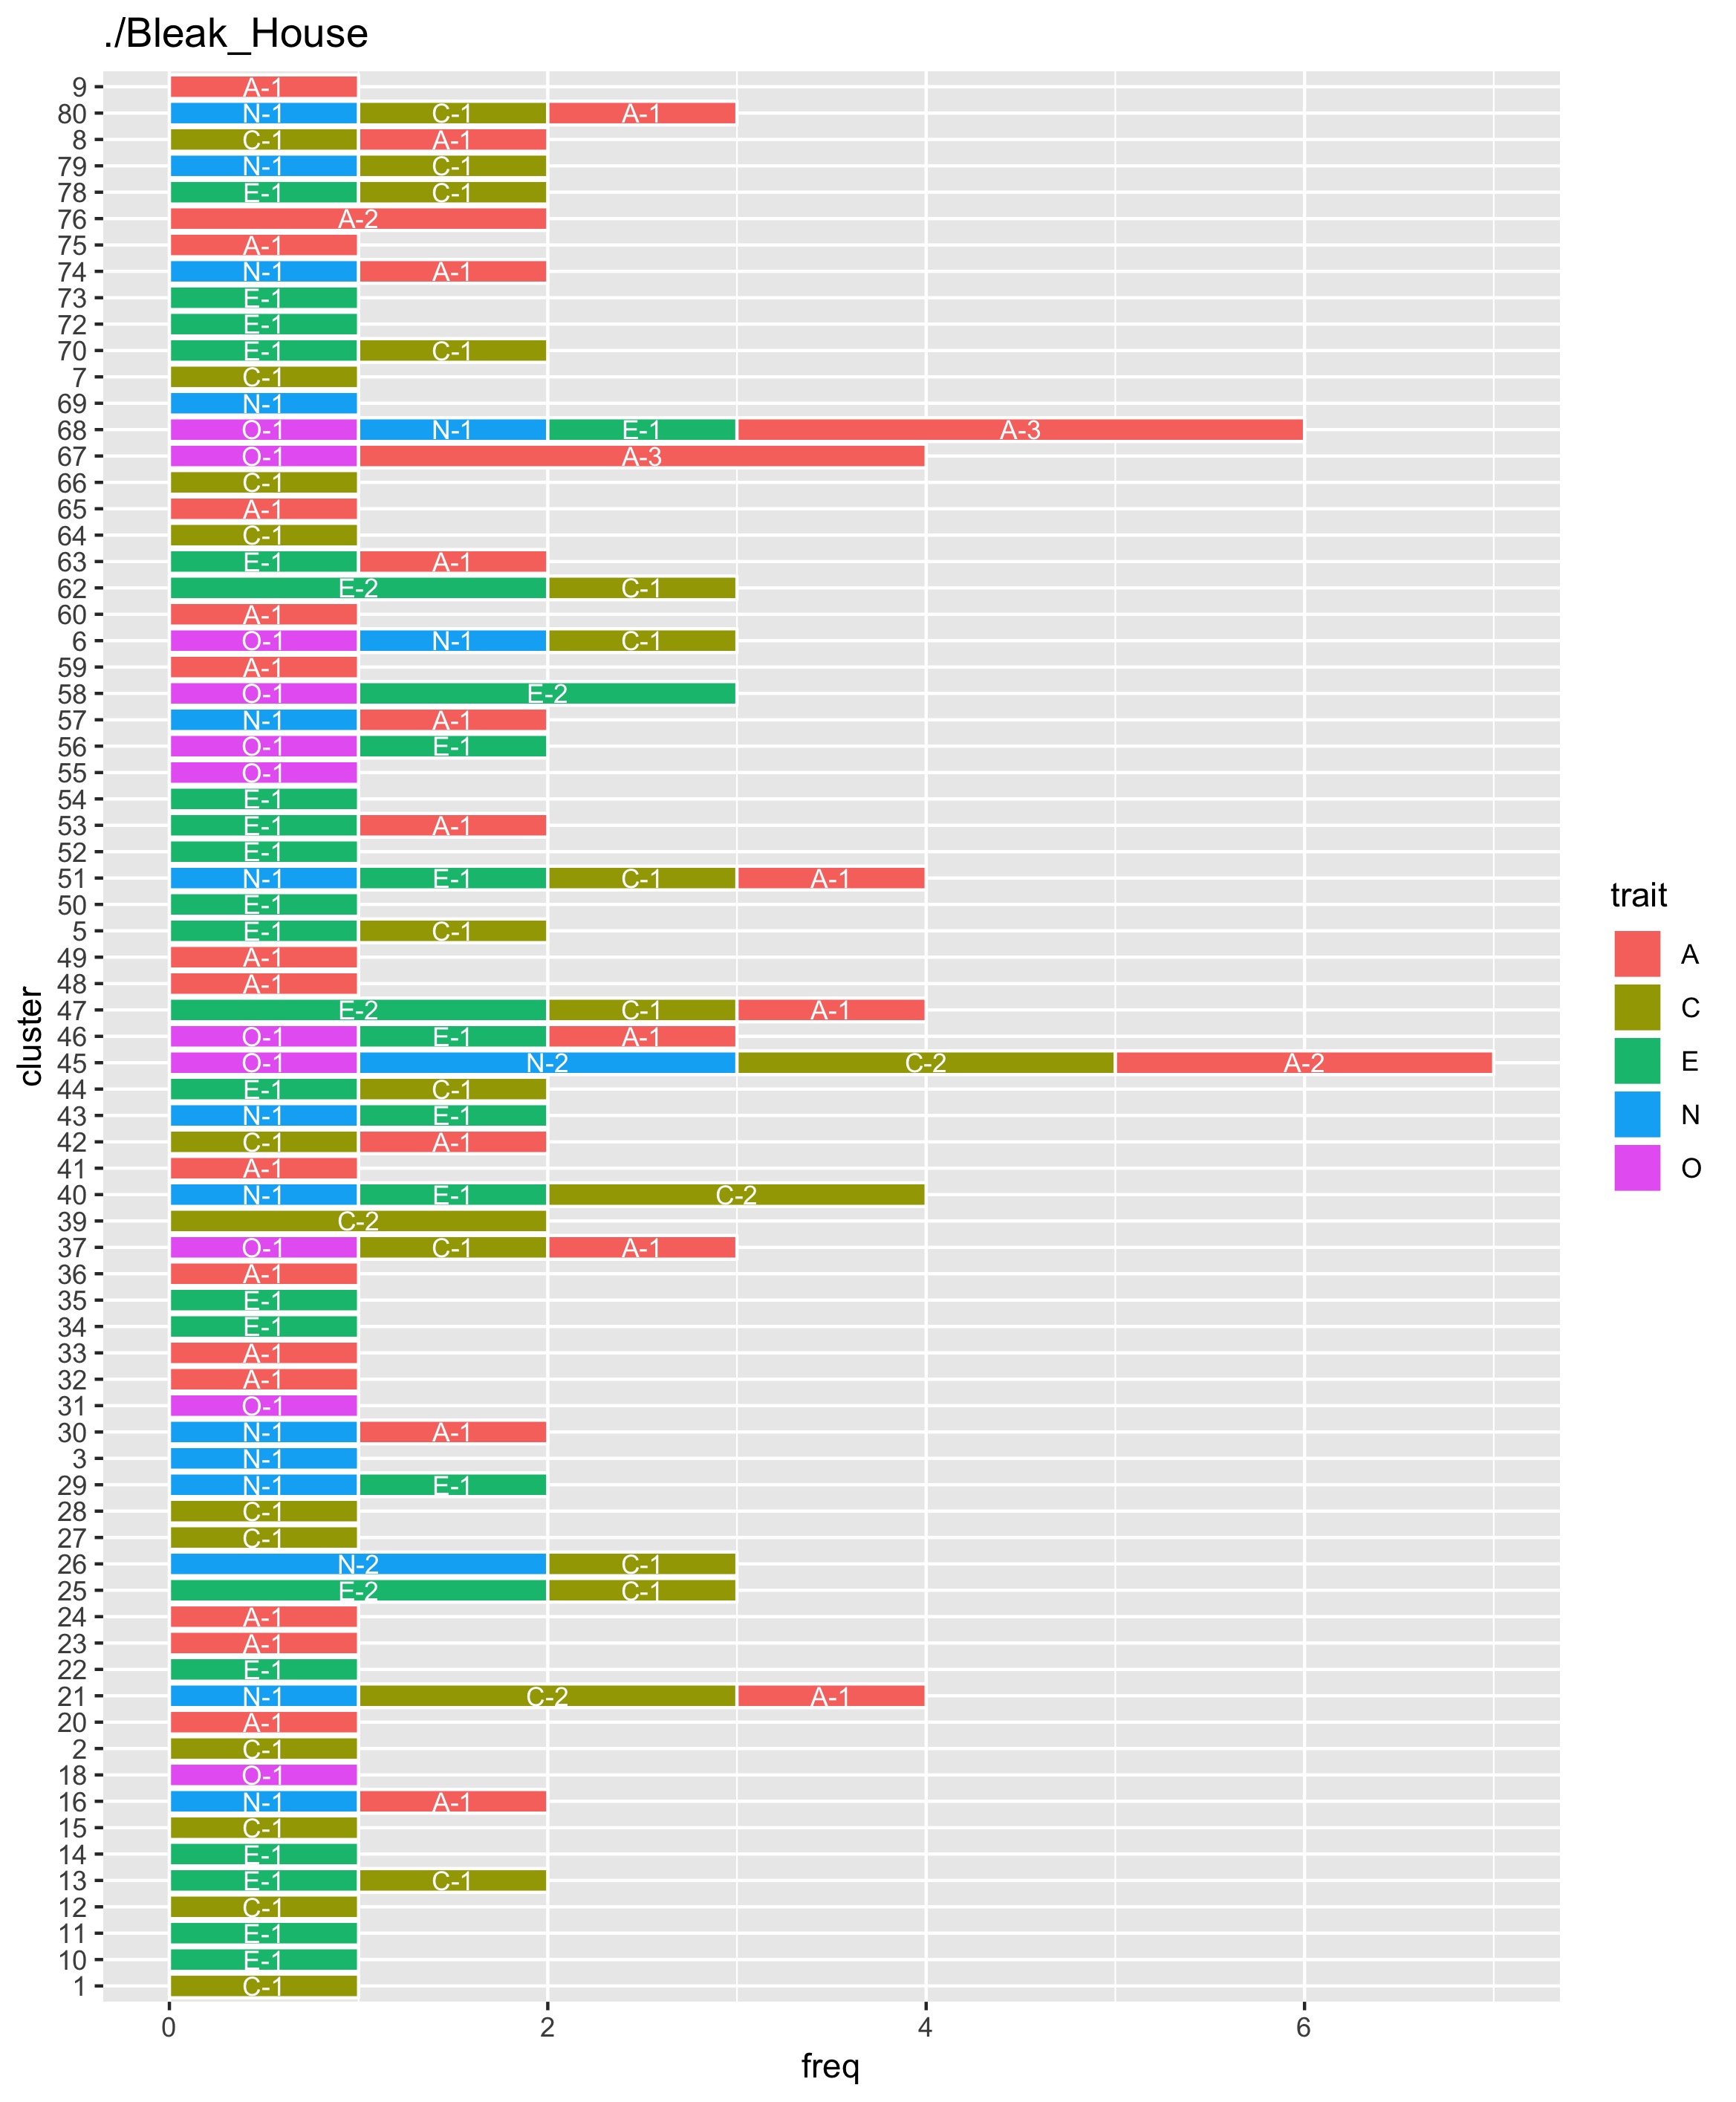 ./Bleak_House
9 A-1
80 N-1 C-1 A-1
8 C-1 A-1
79 N-1 C-1
78 E-1 C-1
76 A-2
75 A-1
74 N-1 A-1
73 E-1
72 E-1
70 E-1 C-1
7 C-1
69 N-1
68 O-1 N-1 E-1 A-3
67 O-1 A-3
66 C-1
65 A-1
64 C-1
63 E-1 A-1
62 E-2 C-1
60 A-1
6 O-1 N-1 C-1
59 A-1
58 O-1 E-2
57 N-1 A-1
56 O-1 E-1
55 O-1
54 E-1
53 E-1 A-1
52 E-1
51 N-1 E-1 C-1 A-1
50 E-1
5 E-1 C-1
49 A-1
48 A-1
47 E-2 C-1 A-1
46 O-1 E-1 A-1
45 O-1 N-2 C-2 A-2
44 E-1 C-1
43 N-1 E-1
42 C-1 A-1
41 A-1
40 N-1 E-1 C-2
39 C-2
37 O-1 C-1 A-1
36 A-1
35 E-1
34 E-1
33 A-1
32 A-1
31 O-1
30 N-1 A-1
3 N-1
29 N-1 E-1
28 C-1
27 C-1
26 N-2 C-1
25 E-2 C-1
24 A-1
23 A-1
22 E-1
21 N-1 C-2 A-1
20 A-1
2 C-1
18 O-1
16 N-1 A-1
15 C-1
14 E-1
13 E-1 C-1
12 C-1
11 E-1
10 E-1
1 C-1
0 2 4 6
freq
cluster
trait
A
C
E
N
O